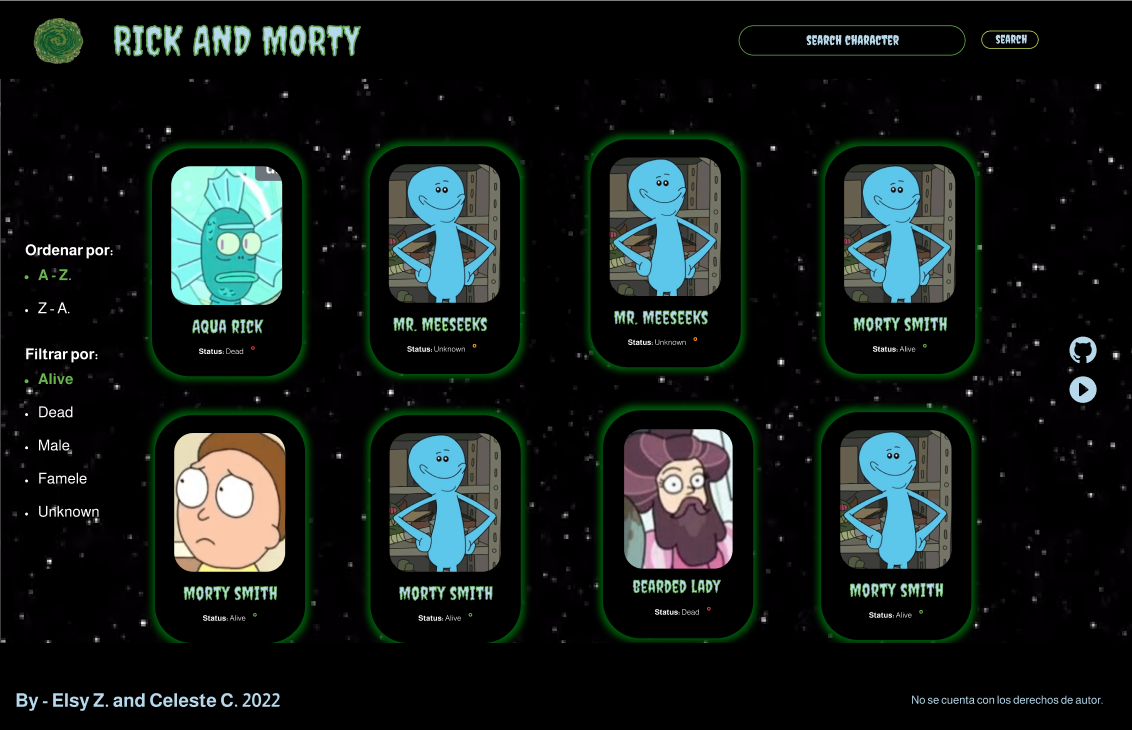 RICK AND MORTY
SEARCH CHARACTER
SEARCH
Ordenar por:
A - Z.
Z - A.
Filtrar por:
Alive
Dead
Male
Famele
Unknown
AQUA RICK
Status: Dead
MR. MEESEEKS
Status: Unknown
MR. MEESEEKS
Status: Unknown
MORTY SMITH
Status: Alive
MORTY SMITH
Status: Alive
MORTY SMITH
Status: Alive
BEARDED LADY
Status: Dead
MORTY SMITH
Status: Alive
By - Elsy Z. and Celeste C. 2022
No se cuenta con los derechos de autor.